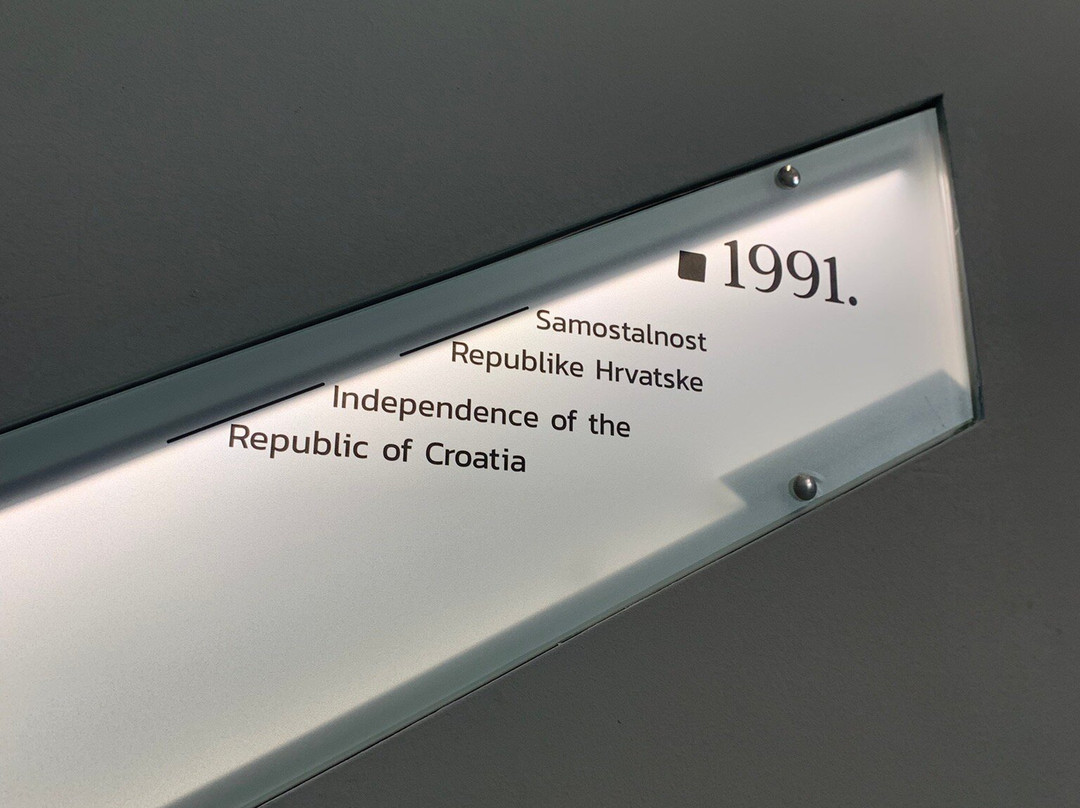 ■ 1991.
Samostalnost
Republike Hrvatske
Independence of the
Republic of Croatia